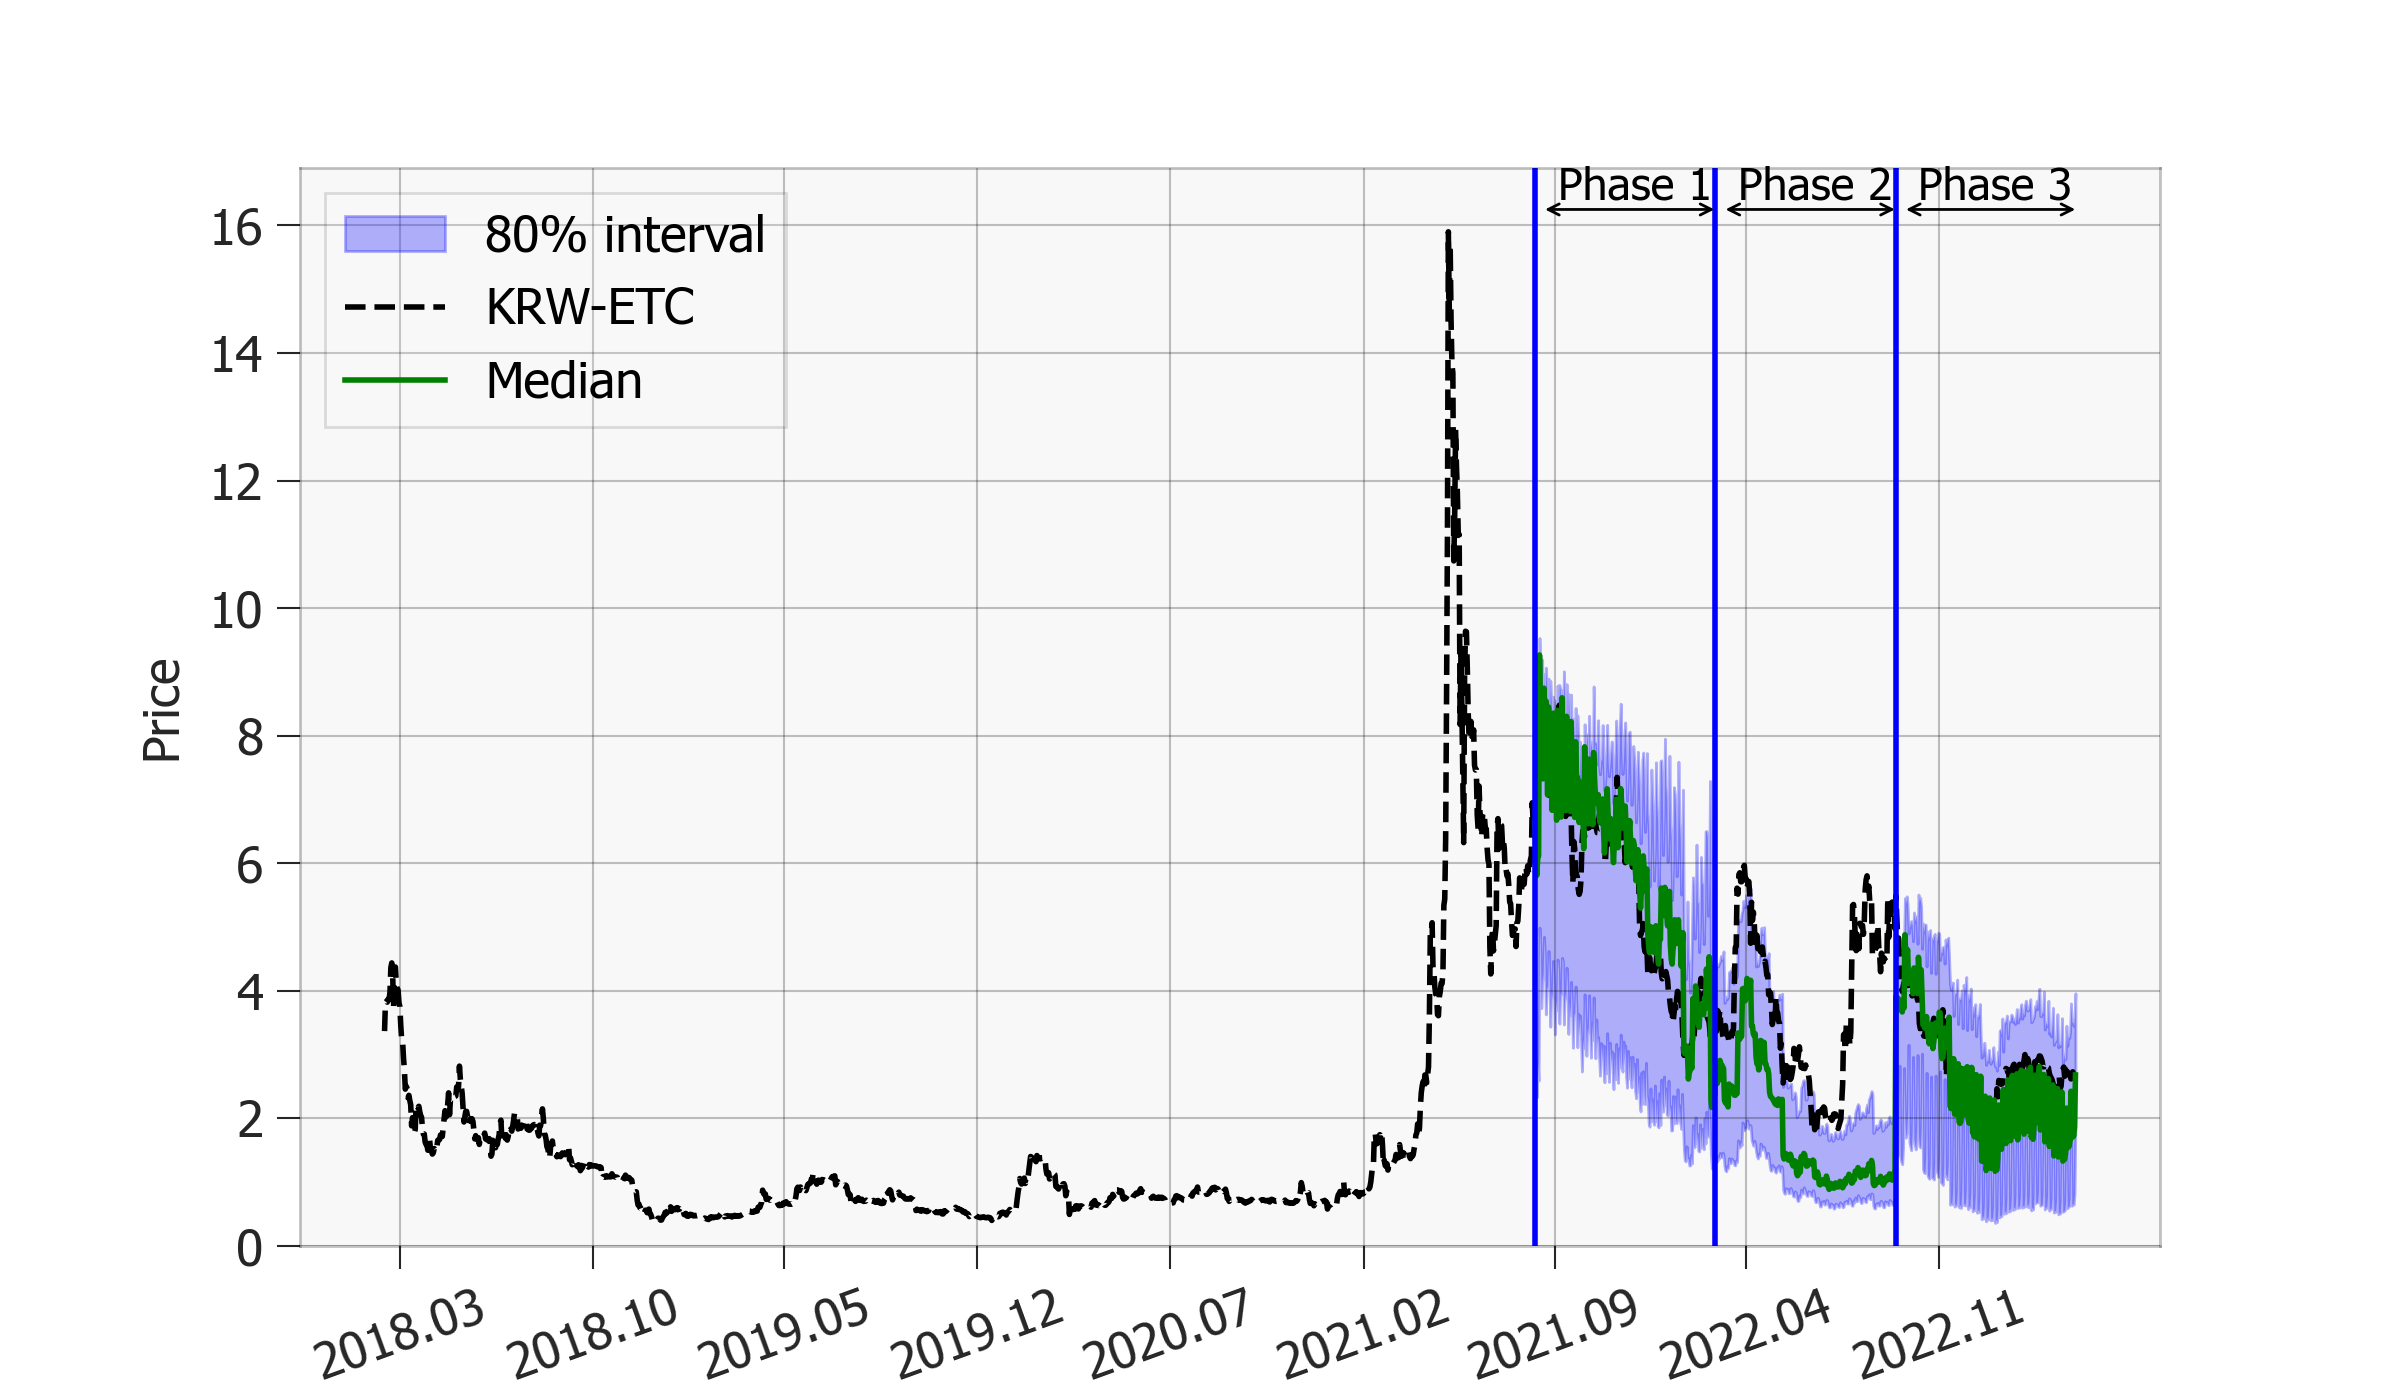 Phase 1
Phase 2
Phase 3
80% interval
KRW-ETC
Median
Price
16
14
12
10
8
6
4
2
0
2018.03
2018.10
2019.05
2019.12
2020.07
2021.02
2021.09
2022.04
2022.11